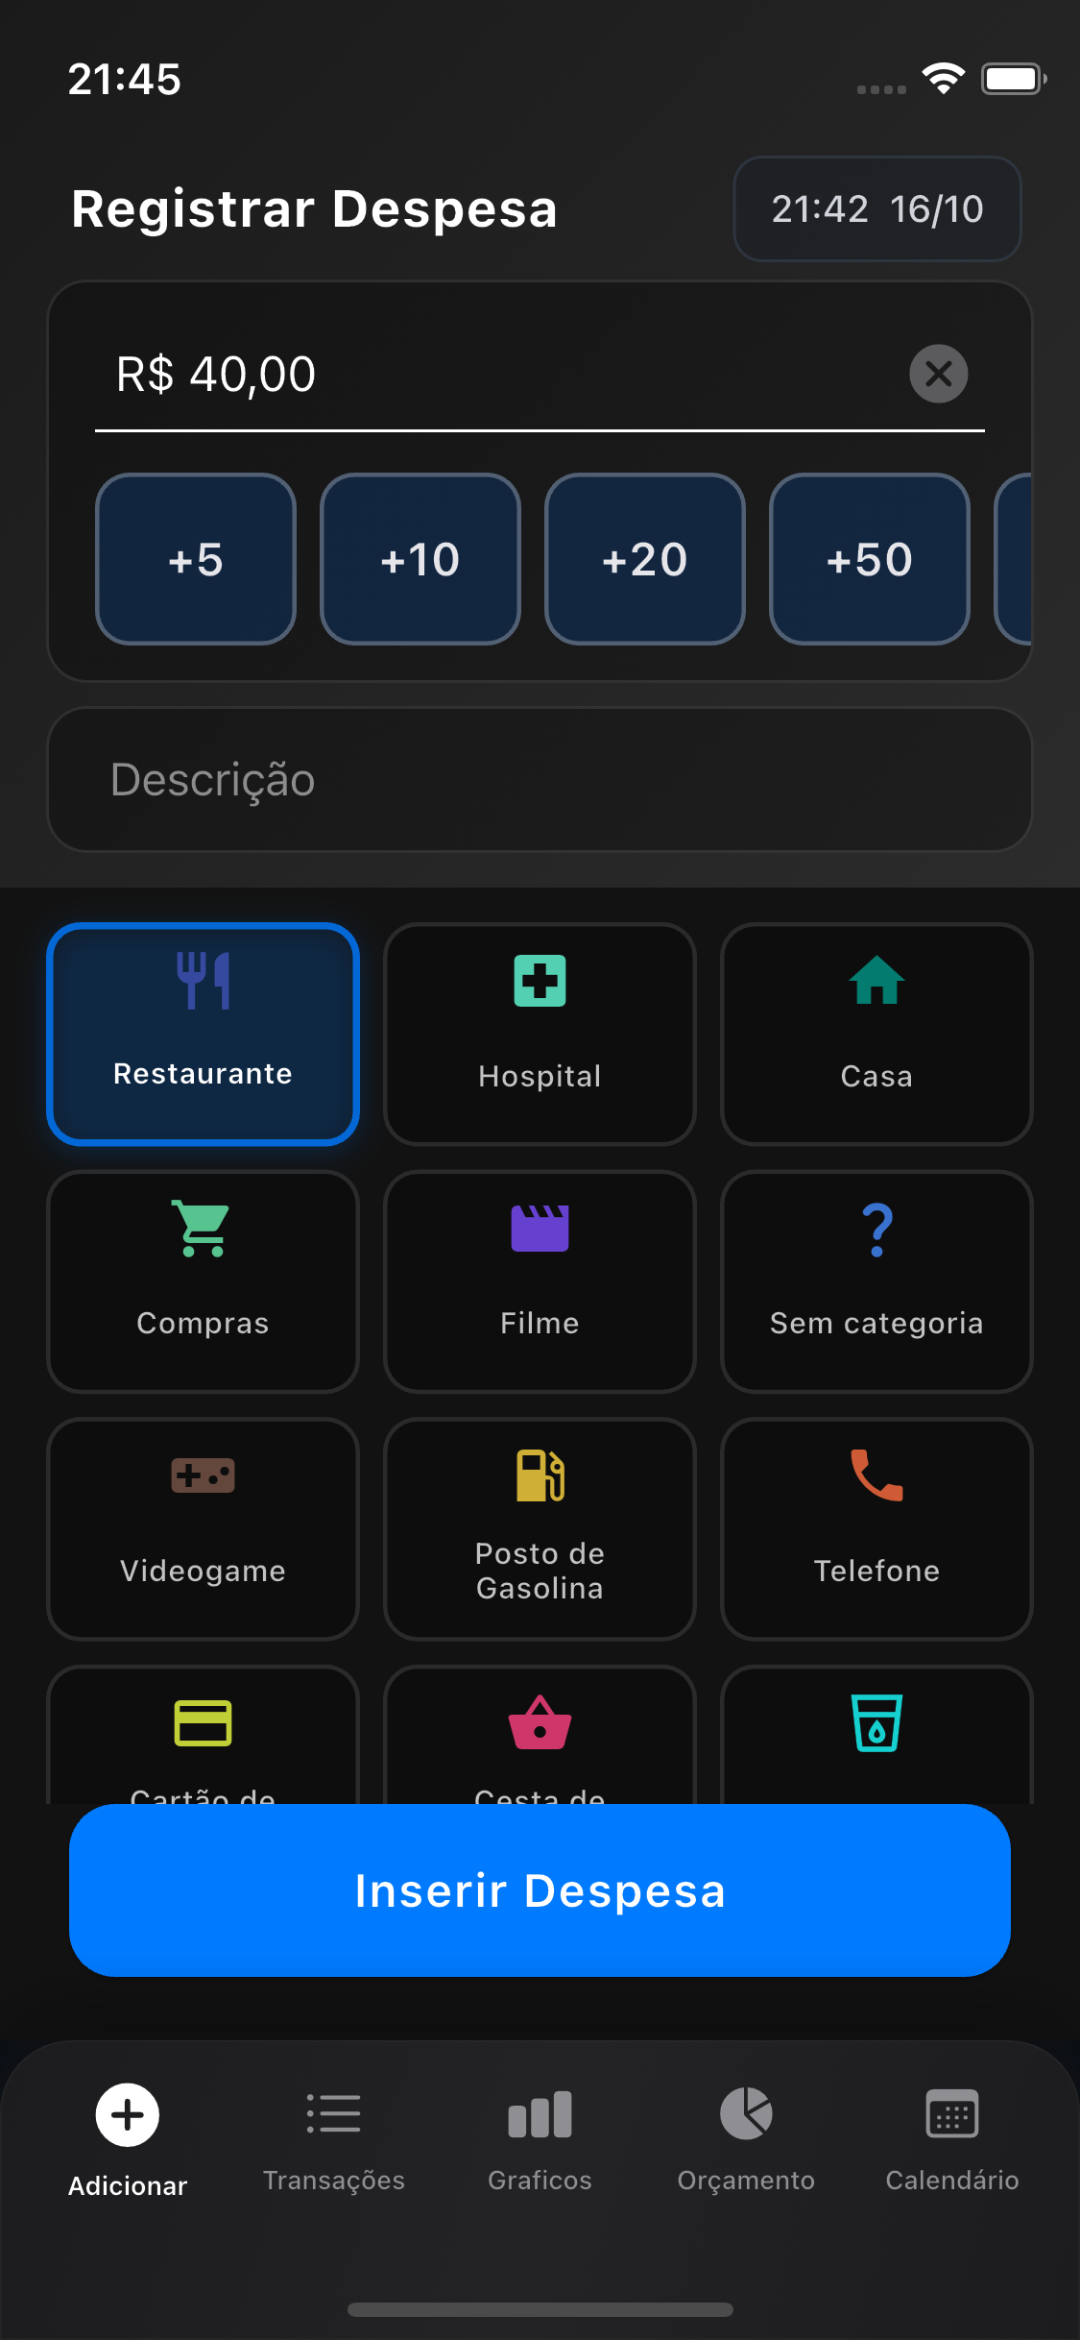 21:45
Registrar Despesa
21:42 16/10
R$ 40,00
+5
+10
+20
+50
Descrição
Restaurante
Hospital
Casa
Compras
Filme
Sem categoria
Videogame
Posto de
Gasolina
Telefone
Cartão de
Cesta de
Inserir Despesa
Adicionar
Transações
Graficos
Orçamento
Calendário